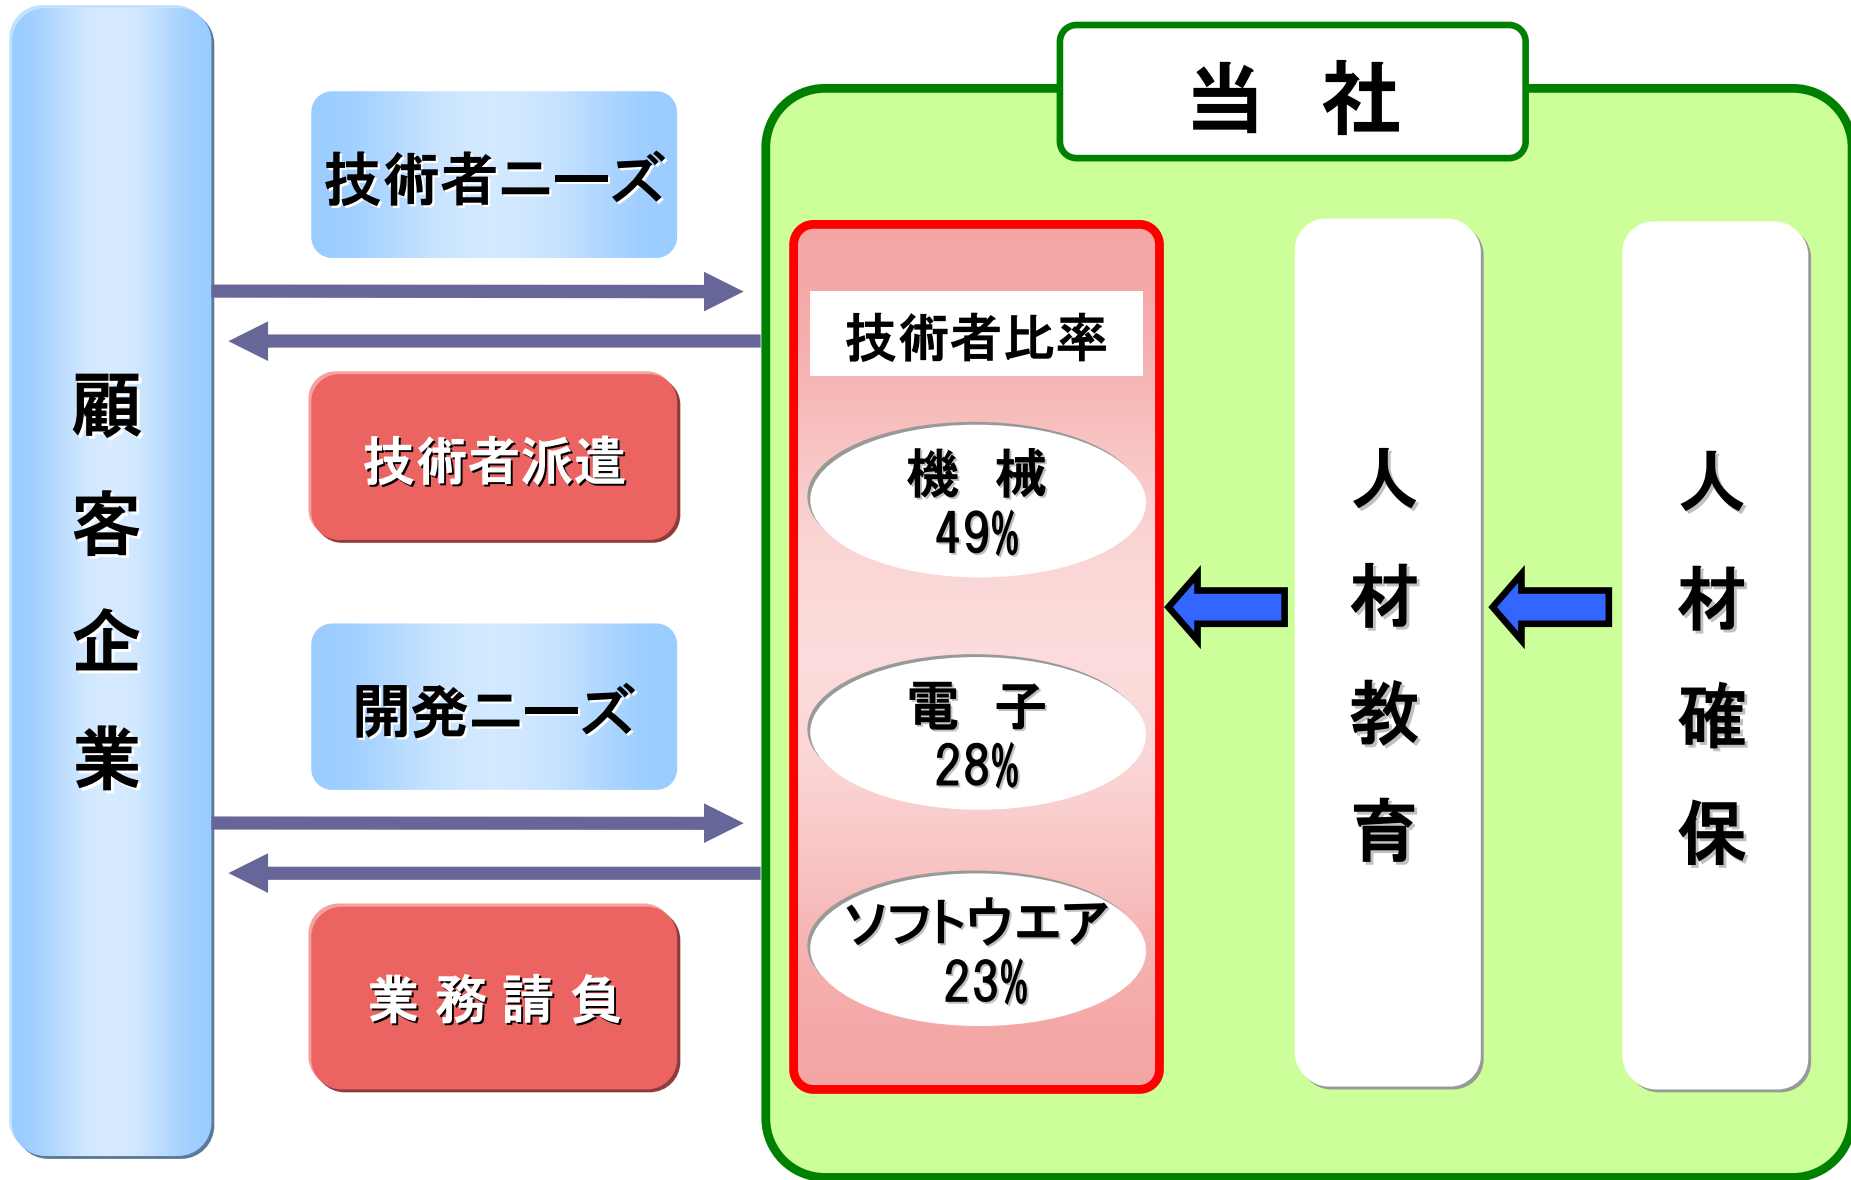 顧客企業
技術者ニーズ
技術者派遣
開発ニーズ
業務請負
当　社
技術者比率
機　械
49%
電　子
28%
ソフトウエア
23%
人材教育
人材確保